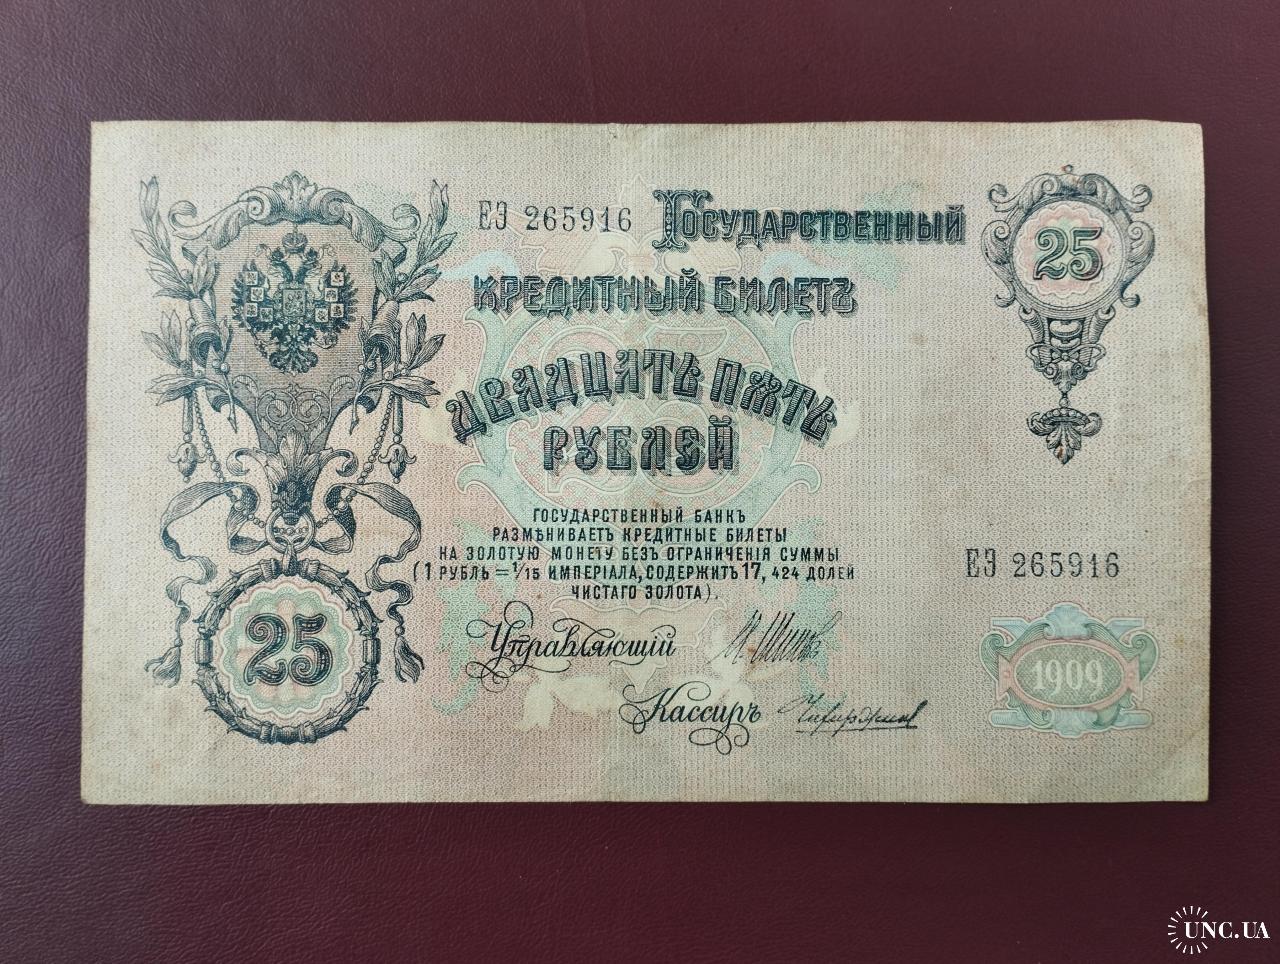 ЕЭ 265916 Государственный
кредитный билетъ
двадцать пять
рублей
25
ГОСУДАРСТВЕННЫЙ БАНКЪ
РАЗМѢНИВАЕТЪ КРЕДИТНЫЕ БИЛЕТЫ
НА ЗОЛОТУЮ МОНЕТУ БЕЗЪ ОГРАНИЧЕНІЯ СУММЫ
(1 РУБЛЬ = 1/15 ИМПЕРІАЛА, СОДЕРЖИТЪ 17, 424 ДОЛЕЙ
ЧИСТАГО ЗОЛОТА).
ЕЭ 265916
25
Управляющій
Кассиръ
1909
UNC.UA